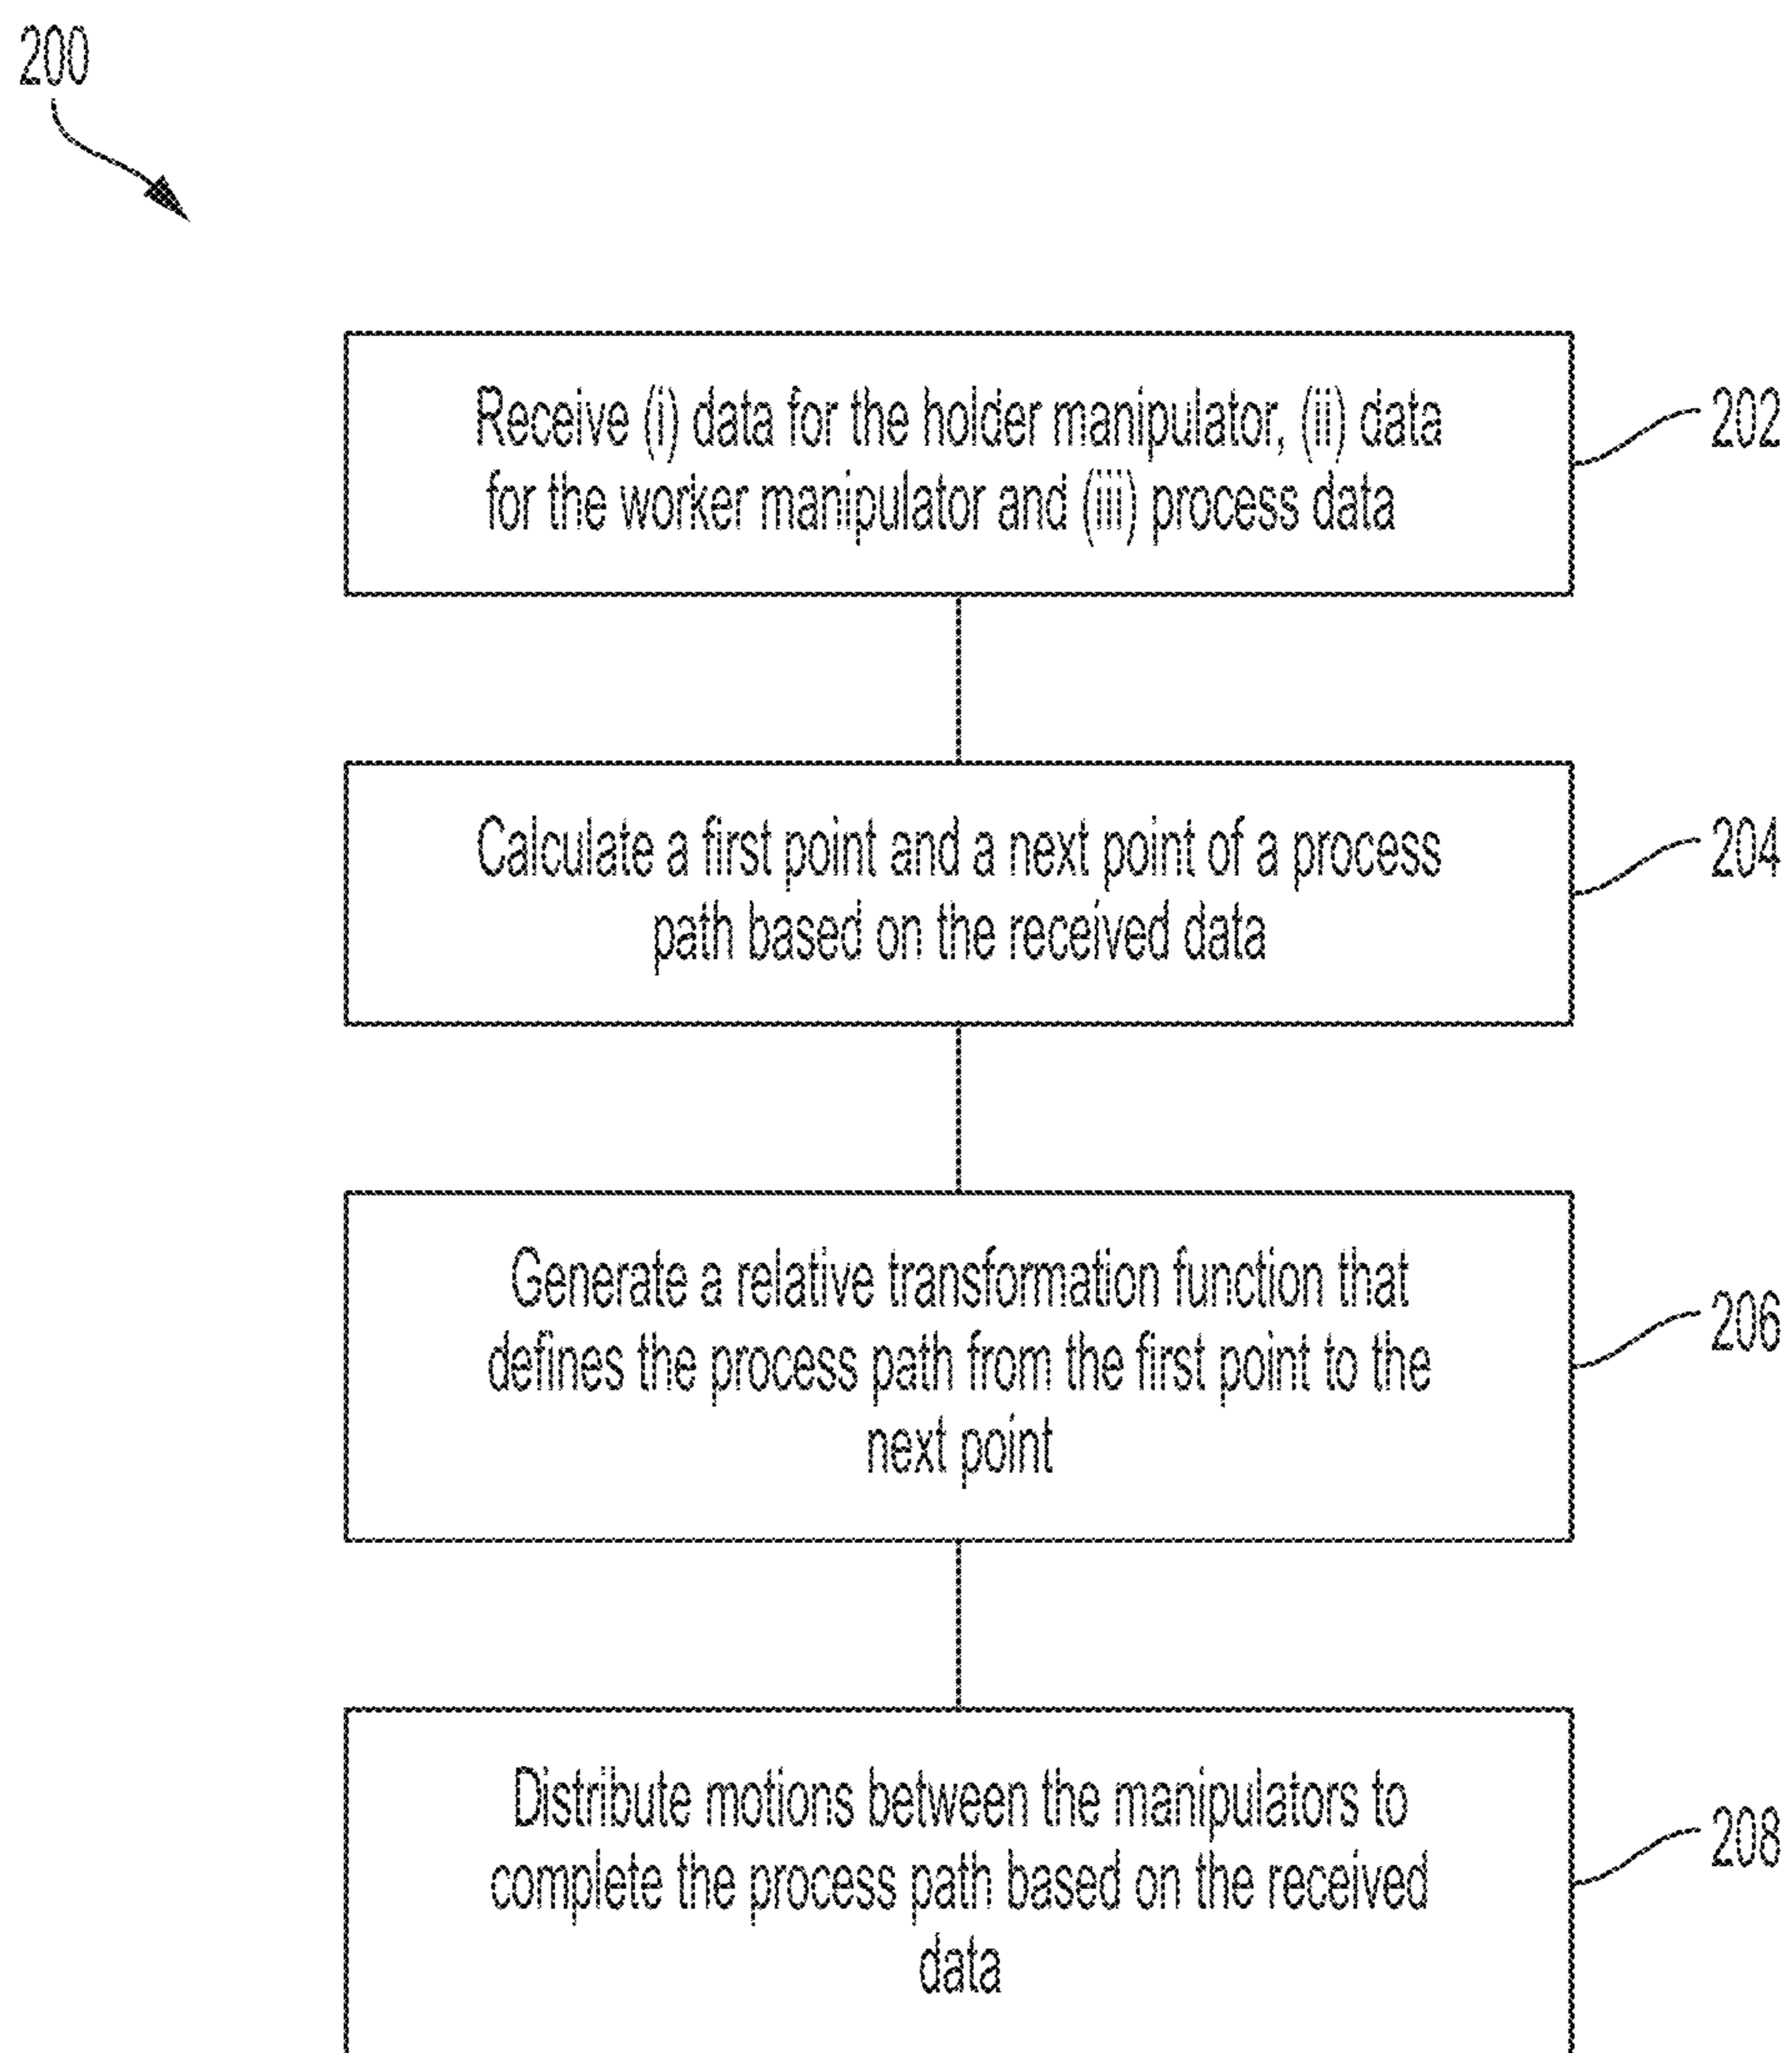 200
Receive (i) data for the holder manipulator, (ii) data
for the worker manipulator and (iii) process data
202
Calculate a first point and a next point of a process
path based on the received data
204
Generate a relative transformation function that
defines the process path from the first point to the
next point
206
Distribute motions between the manipulators to
complete the process path based on the received
data
208